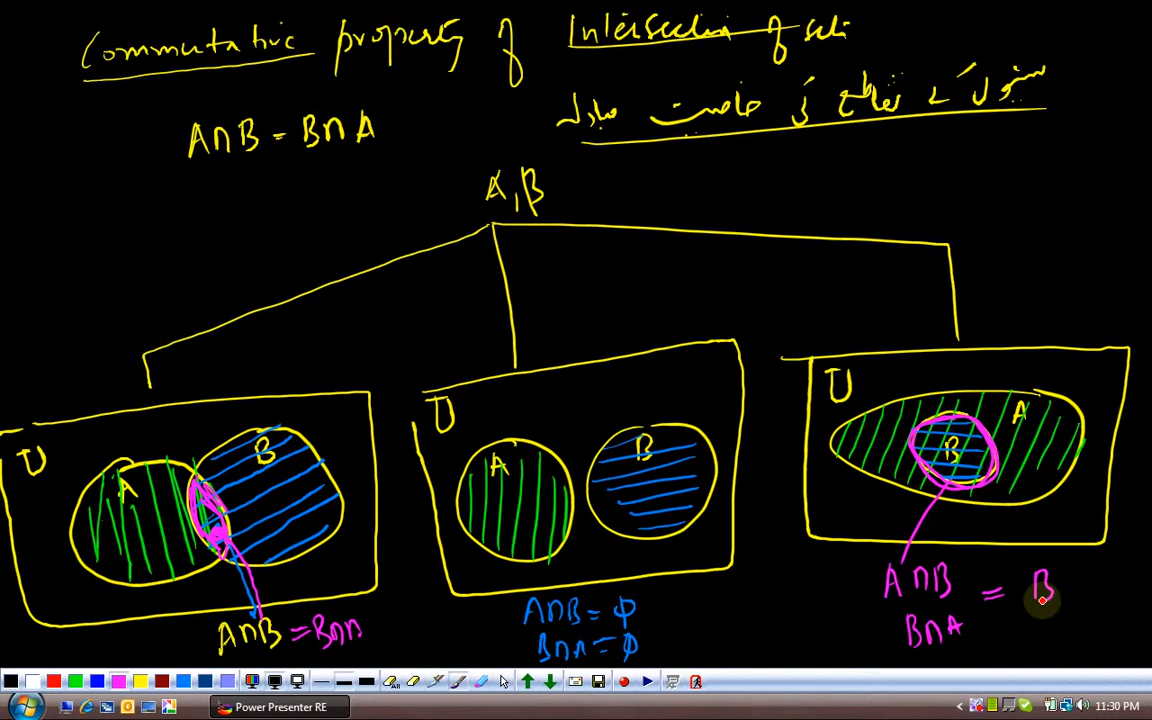 Commutative property of Intersection of sets
سیٹوں کے تقاطع کی خاصیت مبادلہ
A∩B = B∩A
A, B
U
A
B
A∩B = B∩A
U
A
B
A∩B = φ
B∩A = φ
U
A
B
A∩B = B
B∩A
Power Presenter RE
11:30 PM